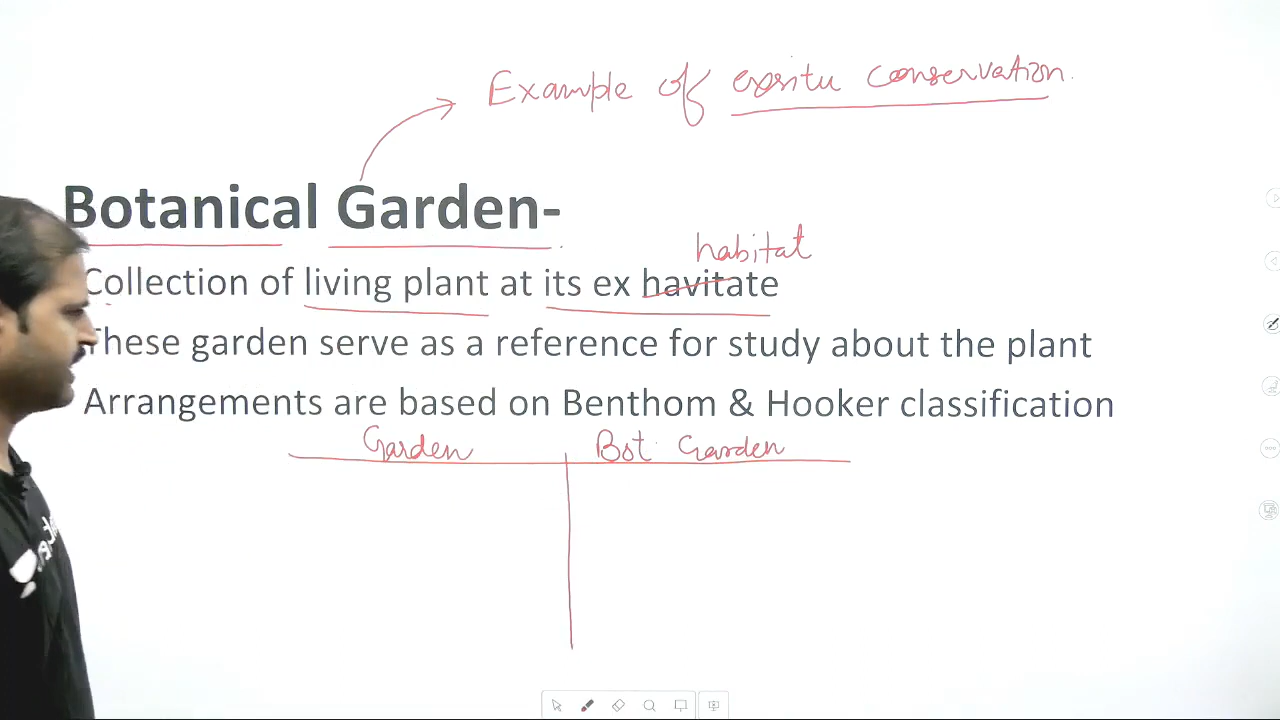 Example of exsitu conservation.
Botanical Garden-
habitat
Collection of living plant at its ex havitate
These garden serve as a reference for study about the plant
Arrangements are based on Benthom & Hooker classification
Garden Bot. Garden